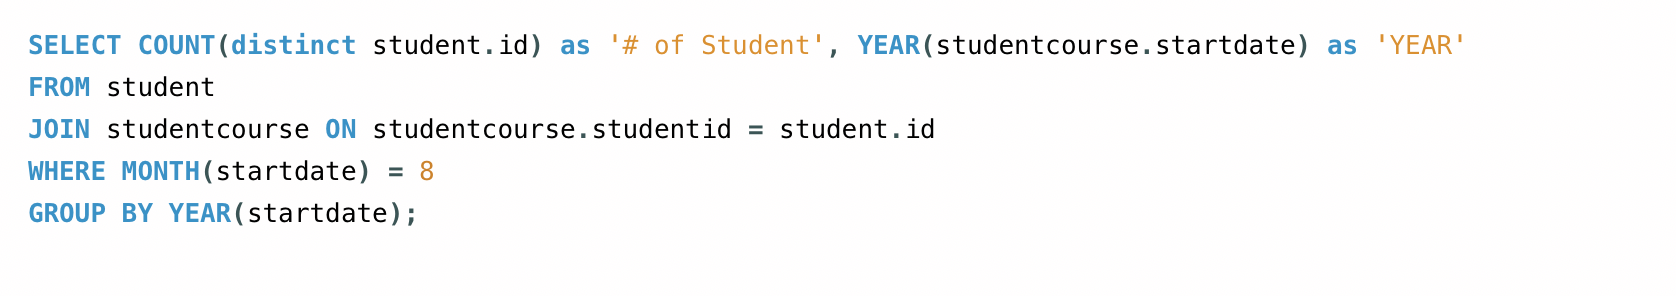 SELECT COUNT(distinct student.id) as '# of Student', YEAR(studentcourse.startdate) as 'YEAR'
FROM student
JOIN studentcourse ON studentcourse.studentid = student.id
WHERE MONTH(startdate) = 8
GROUP BY YEAR(startdate);